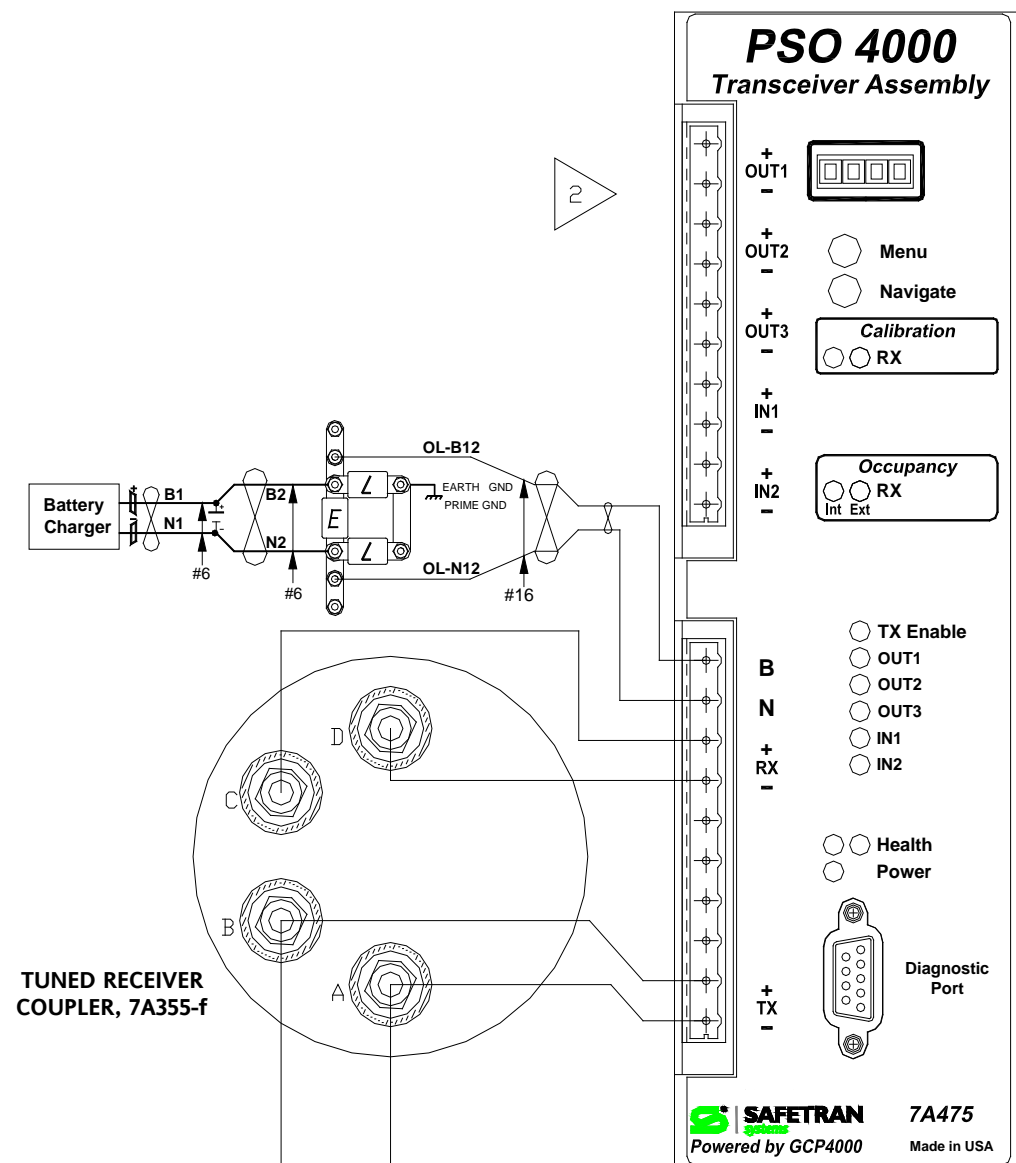 PSO 4000
Transceiver Assembly
+
OUT1
−
2
+
OUT2
−
Menu
Navigate
+
OUT3
−
Calibration
RX
+
IN1
−
OL-B12
Occupancy
RX
Int Ext
+
IN2
−
Battery
Charger
+
−
B1
N1
+
-
#6
B2
N2
#6
L
E
L
EARTH GND
PRIME GND
OL-N12
#16
TX Enable
OUT1
OUT2
OUT3
IN1
IN2
B
N
+
RX
−
D
C
B
A
Health
Power
TUNED RECEIVER
COUPLER, 7A355-f
+
TX
−
Diagnostic
Port
SAFETRAN
systems
Powered by GCP4000
7A475
Made in USA